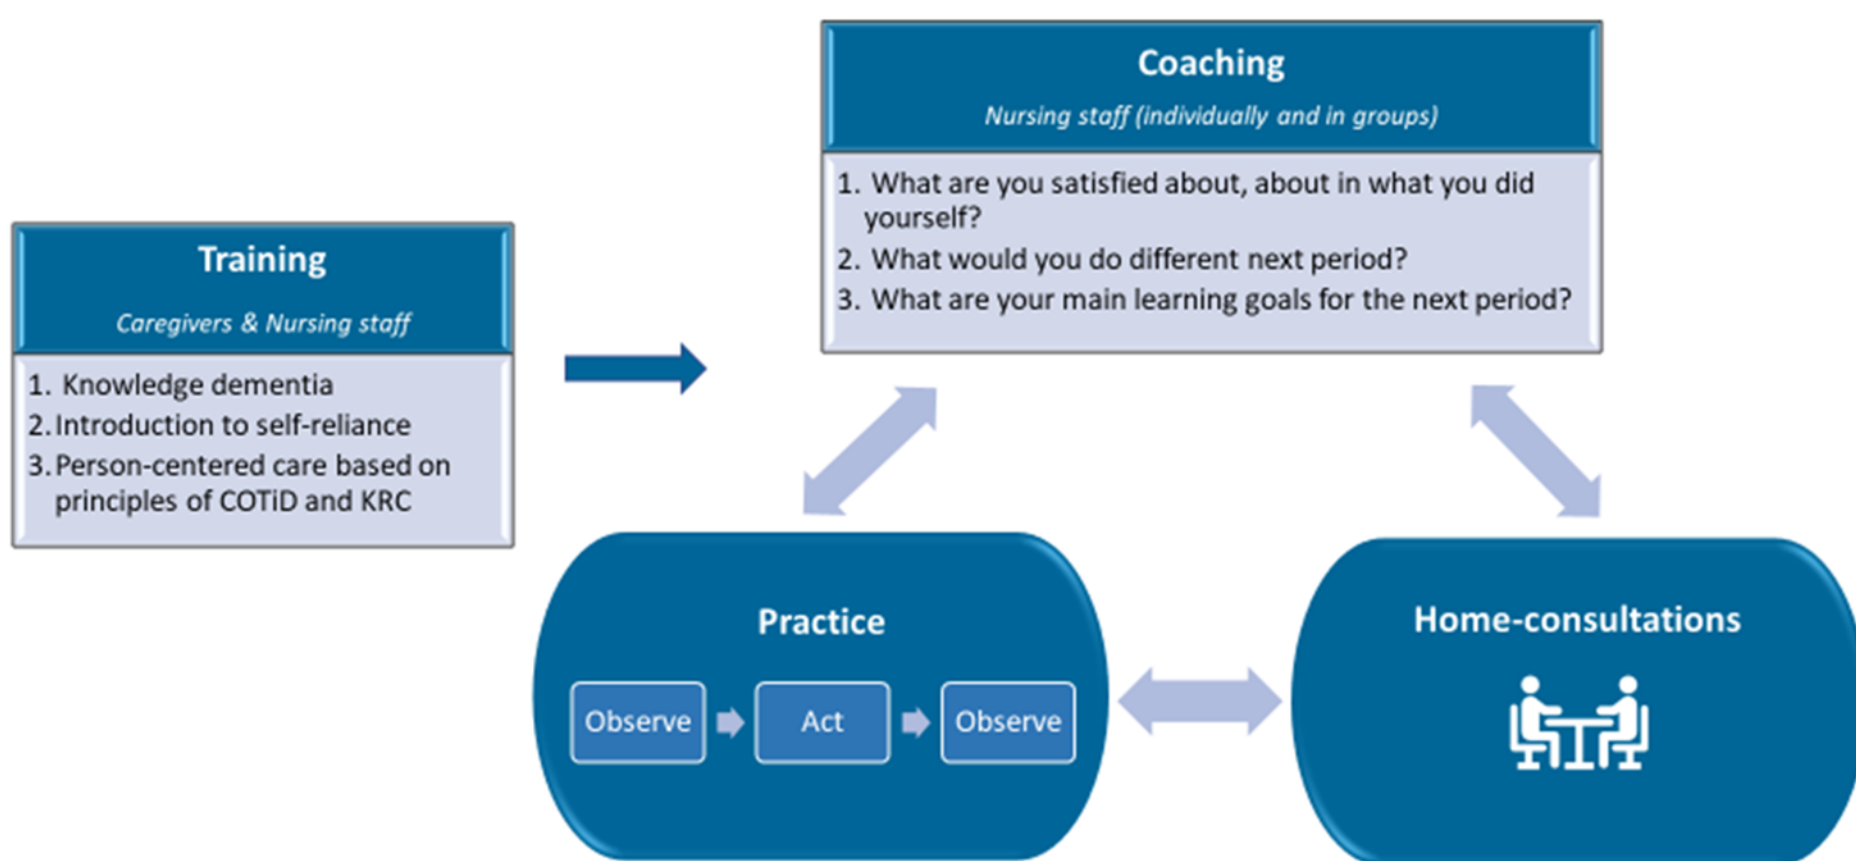 Training
Caregivers & Nursing staff
1. Knowledge dementia
2. Introduction to self-reliance
3. Person-centered care based on
principles of COTiD and KRC
Coaching
Nursing staff (individually and in groups)
1. What are you satisfied about, about in what you did
yourself?
2. What would you do different next period?
3. What are your main learning goals for the next period?
Practice
Observe
Act
Observe
Home-consultations